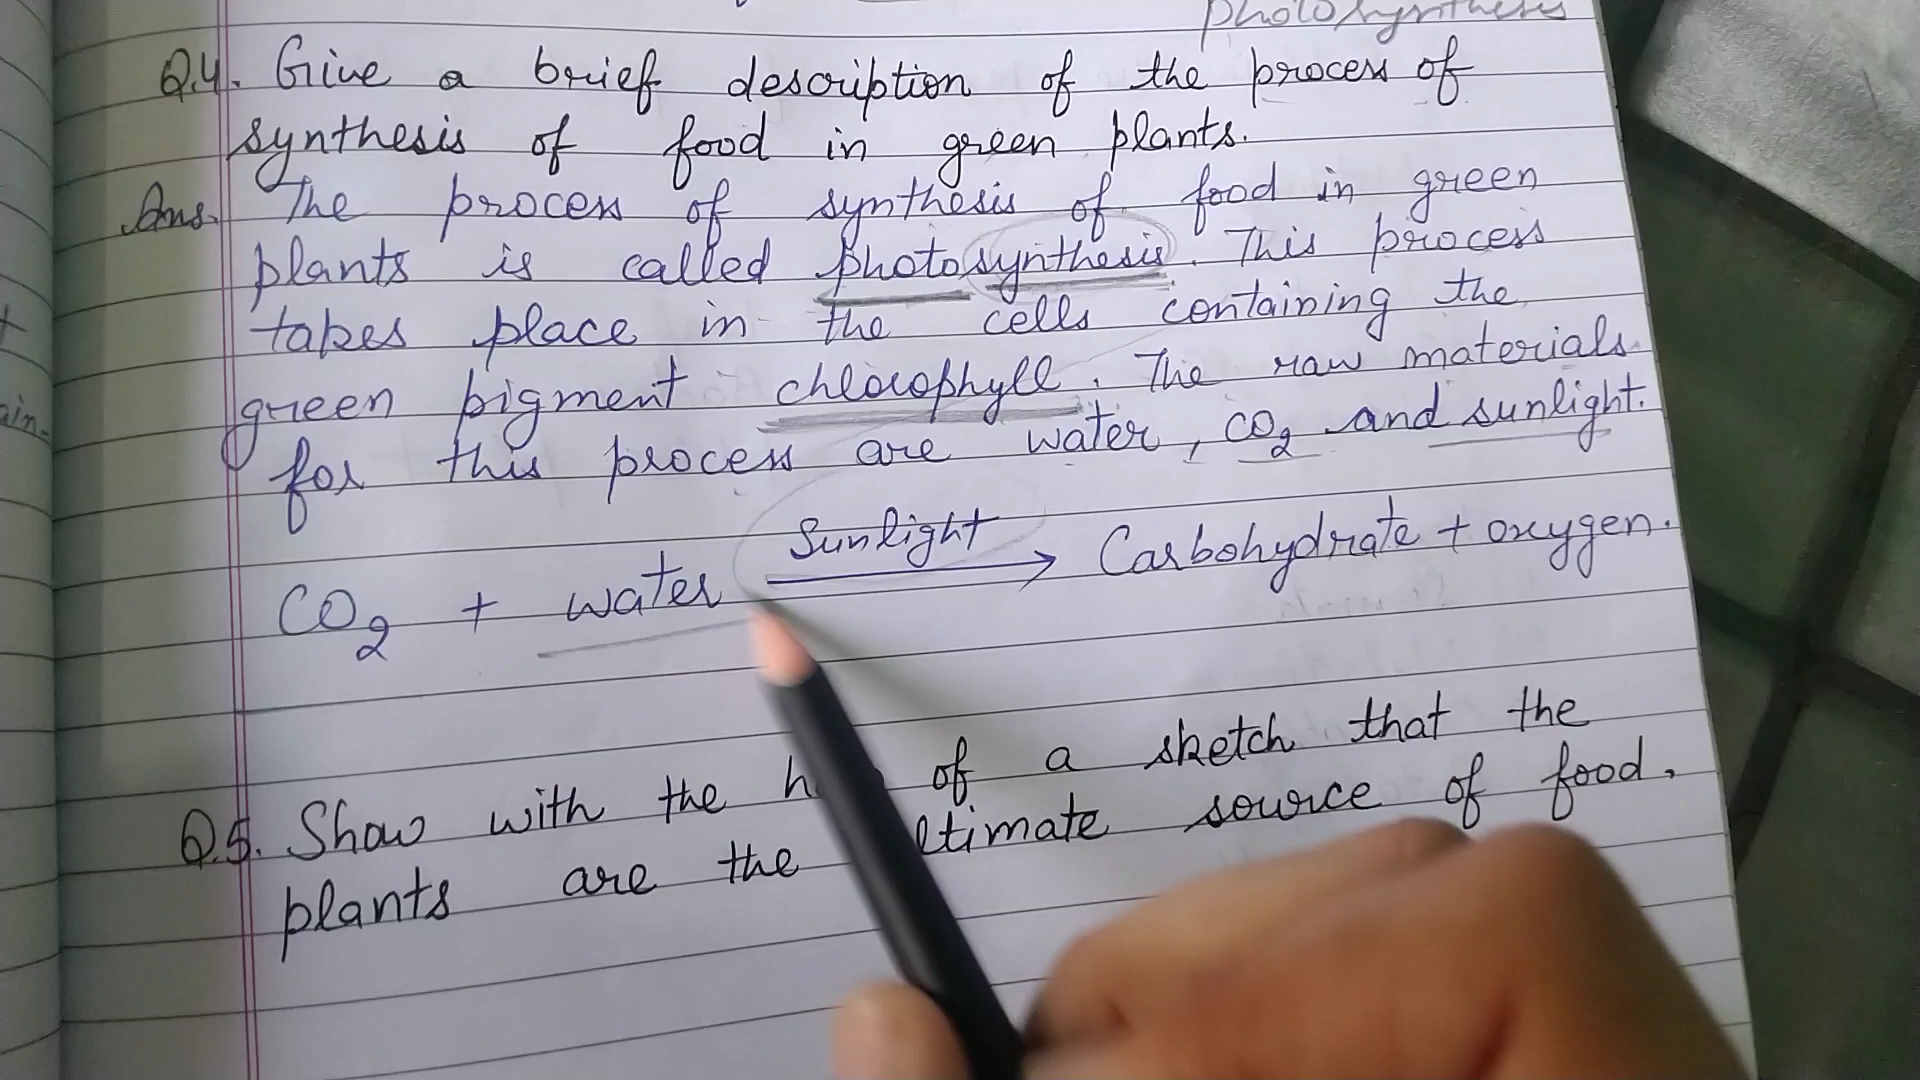 photosynthesis
Q.4. Give a brief description of the process of
synthesis of food in green plants.
Ans. The process of synthesis of food in green
plants is called photosynthesis. This process
takes place in the cells containing the
green pigment chlorophyll. The raw materials
for this process are water, CO2 and sunlight.
Sunlight
CO2 + water → Carbohydrate + oxygen.
Q.5. Show with the of a sketch that the
plants are the ultimate source of food.